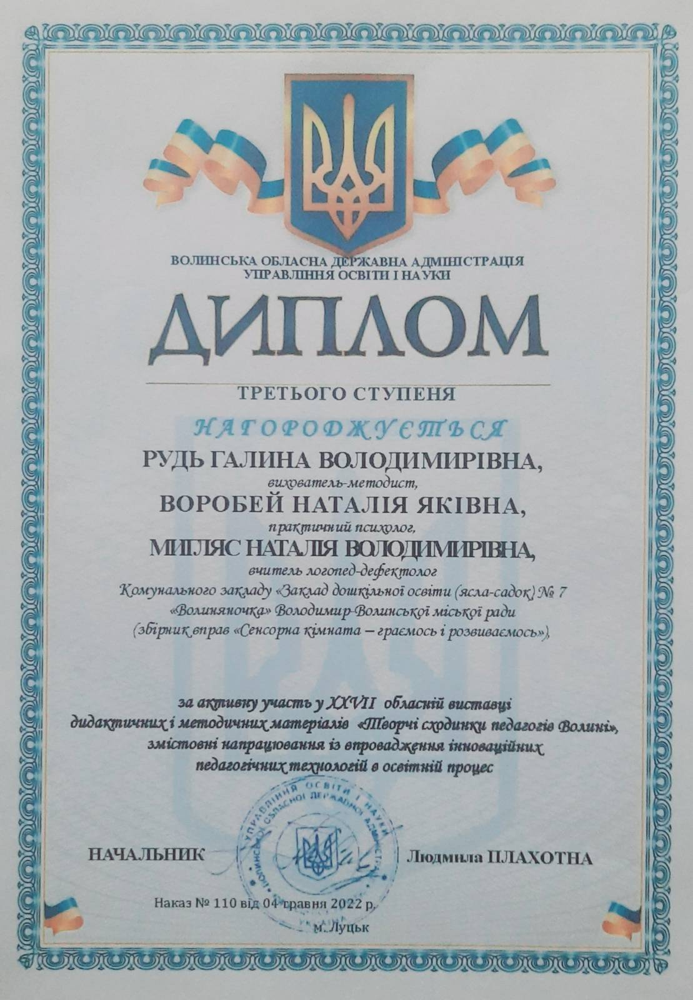 ВОЛИНСЬКА ОБЛАСНА ДЕРЖАВНА АДМІНІСТРАЦІЯ
УПРАВЛІННЯ ОСВІТИ І НАУКИ
ДИПЛОМ
ТРЕТЬОГО СТУПЕНЯ
НАГОРОДЖУЄТЬСЯ
РУДЬ ГАЛИНА ВОЛОДИМИРІВНА,
вихователь-методист,
ВОРОБЕЙ НАТАЛІЯ ЯКІВНА,
практичний психолог,
НАТАЛІЯ ВОЛОДИМИРІВНА,
вчитель логопед-дефектолог
Комунального закладу «Заклад дошкільної освіти (ясла-садок) № 7
«Волиняночка» Володимир-Волинської міської ради
(збірник вправ «Сенсорна кімната – граємось і розвиваємось»),
за активну участь у XXVII обласній виставці
дидактичних і методичних матеріалів «Творчі сходинки педагогів Волині»,
змістовні напрацювання із впровадження інноваційних
педагогічних технологій в освітній процес
УПРАВЛІННЯ ОСВІТИ І НАУКИ
ВОЛИНСЬКОЇ ОБЛАСНОЇ ДЕРЖАВНОЇ АДМІНІСТРАЦІЇ
НАЧАЛЬНИК
Людмила ПЛАХОТНА
Наказ № 110 від 04 травня 2022 р.
УКРАЇНА
м. Луцьк